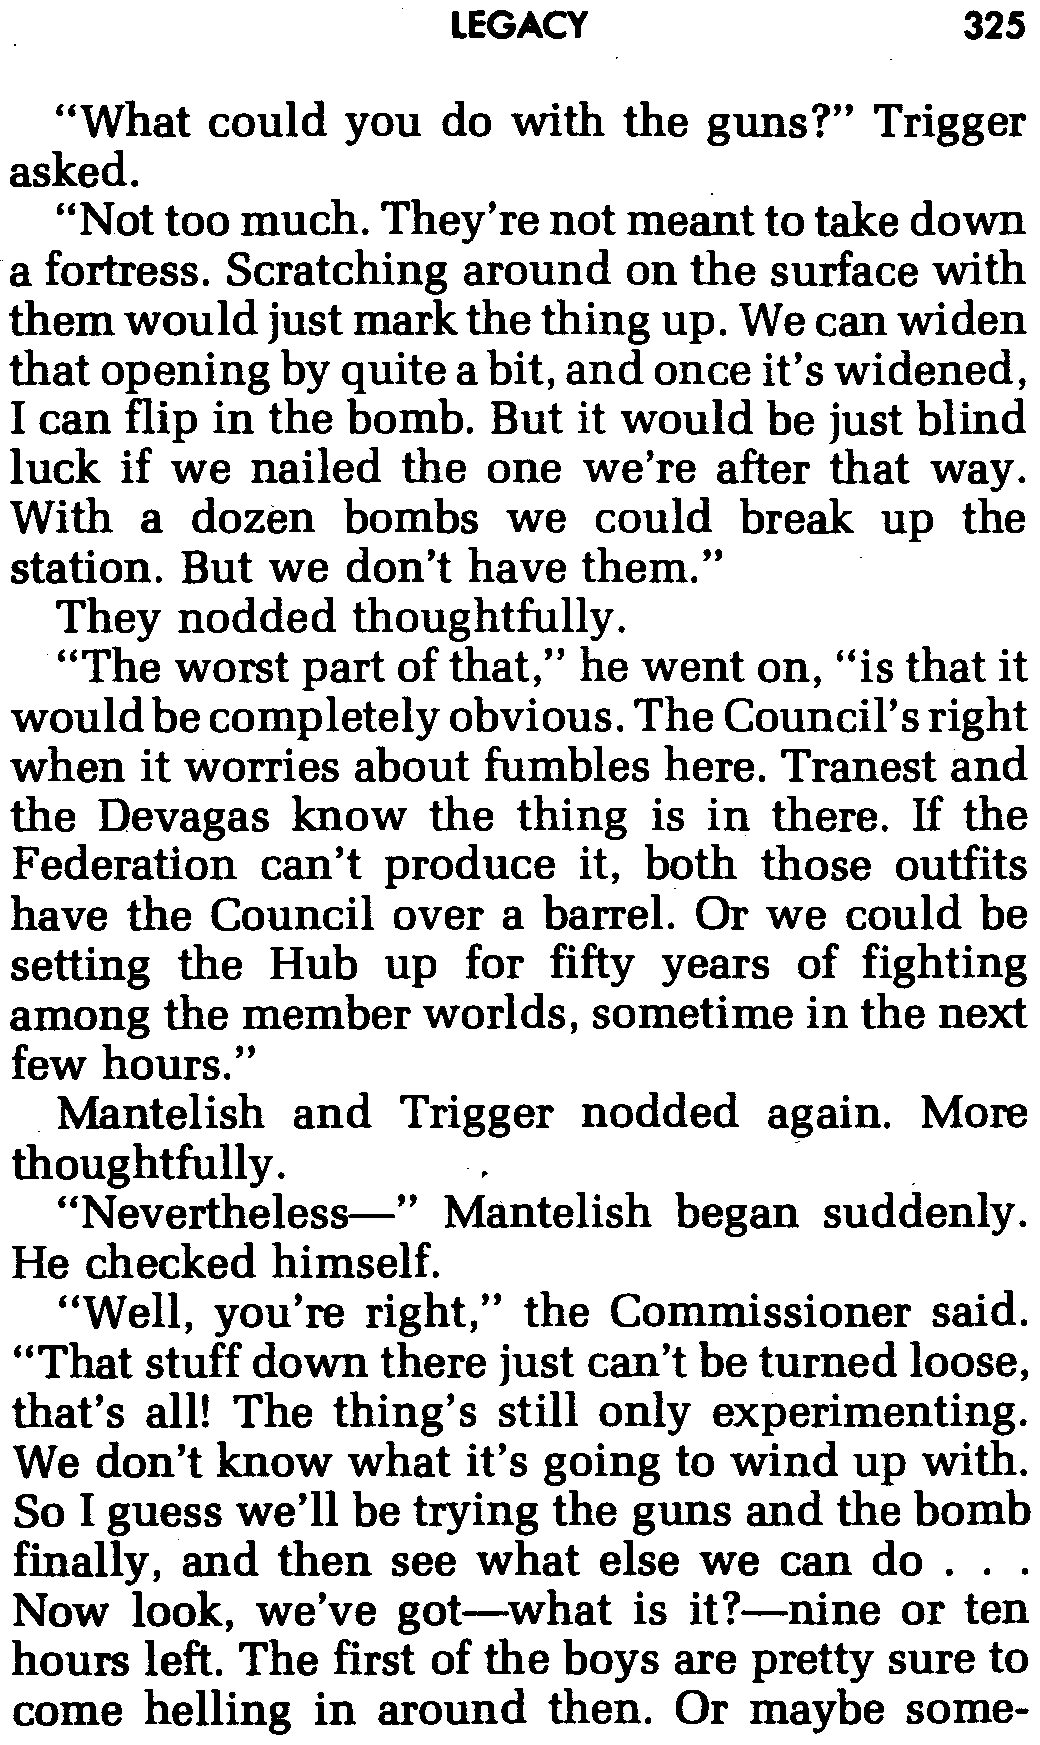 LEGACY 325
“What could you do with the guns?” Trigger
asked.
“Not too much. They’re not meant to take down
a fortress. Scratching around on the surface with
them would just mark the thing up. We can widen
that opening by quite a bit, and once it’s widened,
I can flip in the bomb. But it would be just blind
luck if we nailed the one we’re after that way.
With a dozen bombs we could break up the
station. But we don’t have them.”
They nodded thoughtfully.
“The worst part of that,” he went on, “is that it
would be completely obvious. The Council’s right
when it worries about fumbles here. Tranest and
the Devagas know the thing is in there. If the
Federation can’t produce it, both those outfits
have the Council over a barrel. Or we could be
setting the Hub up for fifty years of fighting
among the member worlds, sometime in the next
few hours.”
Mantelish and Trigger nodded again. More
thoughtfully.
“Nevertheless—” Mantelish began suddenly.
He checked himself.
“Well, you’re right,” the Commissioner said.
“That stuff down there just can’t be turned loose,
that’s all! The thing’s still only experimenting.
We don’t know what it’s going to wind up with.
So I guess we’ll be trying the guns and the bomb
finally, and then see what else we can do . . .
Now look, we’ve got—what is it?—nine or ten
hours left. The first of the boys are pretty sure to
come helling in around then. Or maybe some-